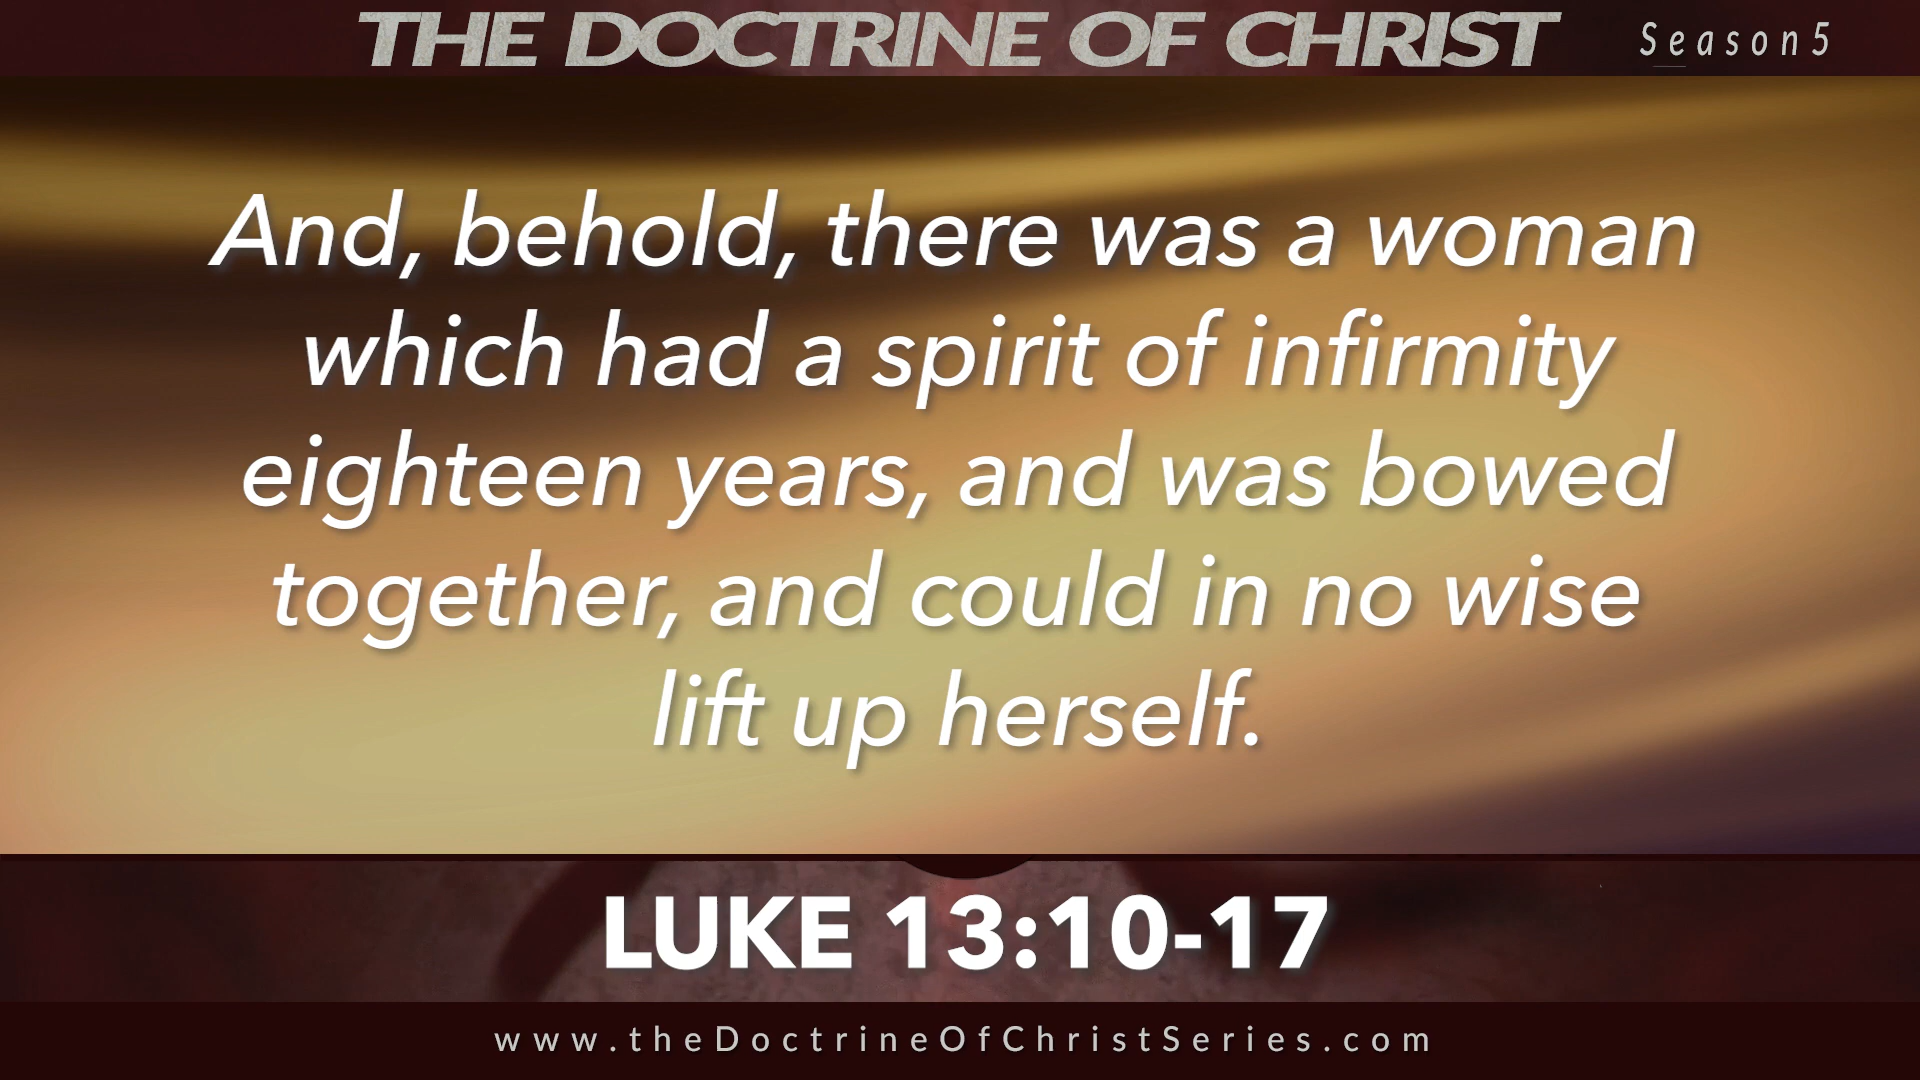 THE DOCTRINE OF CHRIST
Season5
And, behold, there was a woman
which had a spirit of infirmity
eighteen years, and was bowed
together, and could in no wise
lift up herself.
LUKE 13:10-17
www.theDoctrineOfChristSeries.com